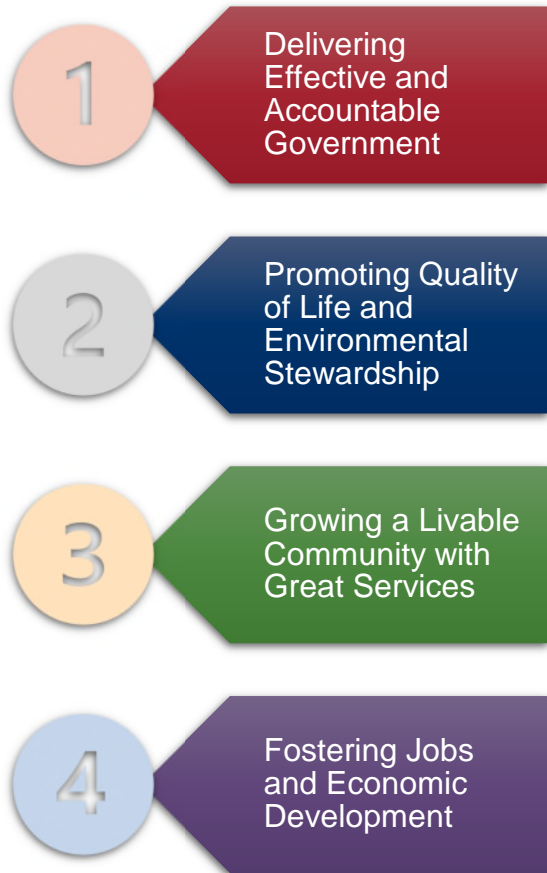 1
Delivering
Effective and
Accountable
Government
2
Promoting Quality
of Life and
Environmental
Stewardship
3
Growing a Livable
Community with
Great Services
4
Fostering Jobs
and Economic
Development